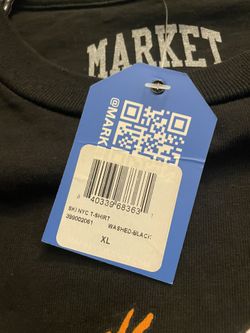 MARKET
@MARK
40339 68363
SKI NYC T-SHIRT
399002061
WASHED-BLACK
XL